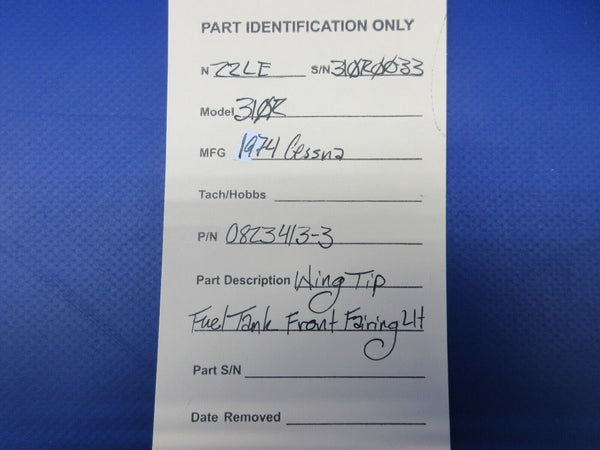 PART IDENTIFICATION ONLY
N 22LE S/N 310R0033
Model 310R
MFG 1974 Cessna
Tach/Hobbs
P/N 0823413-3
Part Description Wing Tip
Fuel Tank Front Fairing LH
Part S/N
Date Removed